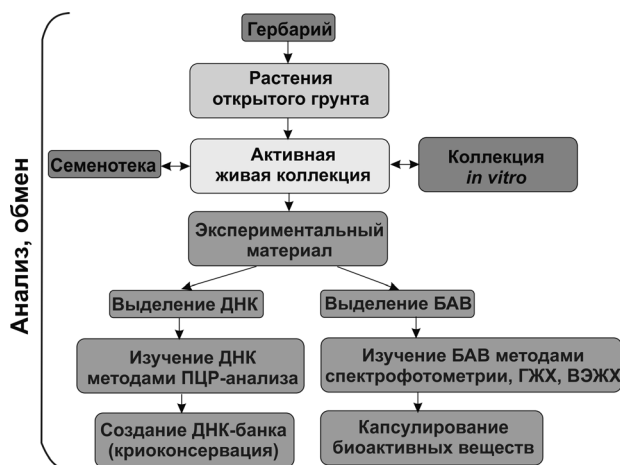 Гербарий
Растения
открытого грунта
Семенотека
Активная
живая коллекция
Коллекция
in vitro
Экспериментальный
материал
Выделение ДНК
Выделение БАВ
Изучение ДНК
методами ПЦР-анализа
Изучение БАВ методами
спектрофотометрии, ГЖХ, ВЭЖХ
Создание ДНК-банка
(криоконсервация)
Капсулирование
биоактивных веществ
Анализ, обмен